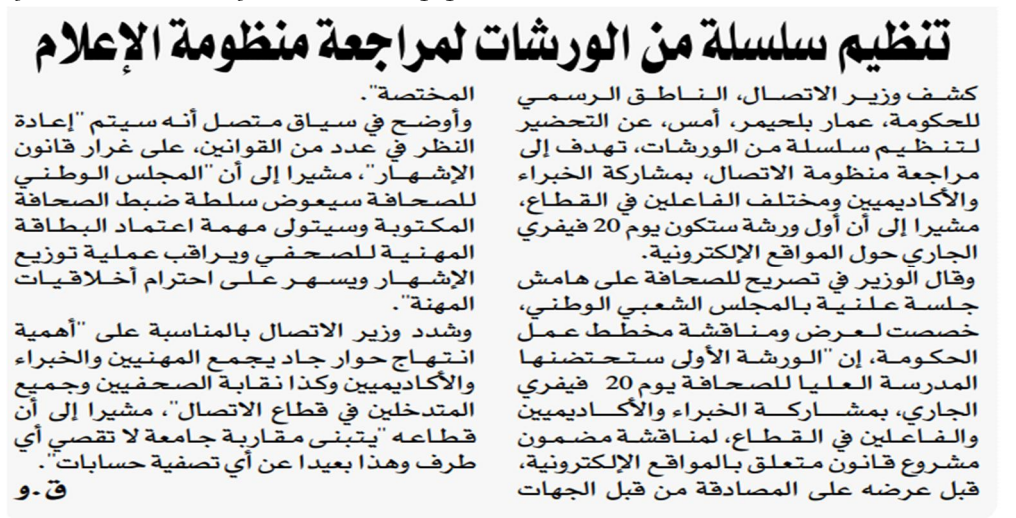 تنظيم سلسلة من الورشات لمراجعة منظومة الإعلام
كشف وزير الاتصال، الناطق الرسمي
للحكومة، عمار بلحيمر، أمس، عن التحضير
لتنظيم سلسلة من الورشات، تهدف إلى
مراجعة منظومة الاتصال، بمشاركة الخبراء
والأكاديميين ومختلف الفاعلين في القطاع،
مشيرا إلى أن أول ورشة ستكون يوم 20 فيفري
الجاري حول المواقع الإلكترونية.
وقال الوزير في تصريح للصحافة على هامش
جلسة علنية بالمجلس الشعبي الوطني،
خصصت لعرض ومناقشة مخطط عمل
الحكومة، إن "الورشة الأولى ستحتضنها
المدرسة العليا للصحافة يوم 20 فيفري
الجاري، بمشاركة الخبراء والأكاديميين
والفاعلين في القطاع، لمناقشة مضمون
مشروع قانون متعلق بالمواقع الإلكترونية،
قبل عرضه على المصادقة من قبل الجهات
المختصة".
وأوضح في سياق متصل أنه سيتم "إعادة
النظر في عدد من القوانين، على غرار قانون
الإشهار"، مشيرا إلى أن "المجلس الوطني
للصحافة سيعوض سلطة ضبط الصحافة
المكتوبة وسيتولى مهمة اعتماد البطاقة
المهنية للصحفي ويراقب عملية توزيع
الإشهار ويسهر على احترام أخلاقيات
المهنة".
وشدد وزير الاتصال بالمناسبة على "أهمية
انتهاج حوار جاد يجمع المهنيين والخبراء
والأكاديميين وكذا نقابة الصحفيين وجميع
المتدخلين في قطاع الاتصال"، مشيرا إلى أن
قطاعه "يتبنى مقاربة جامعة لا تقصي أي
طرف وهذا بعيدا عن أي تصفية حسابات".
ق.و